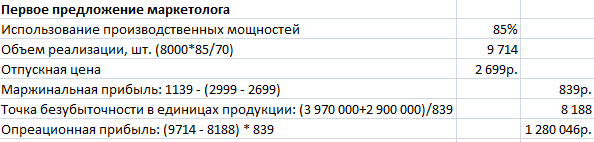 Первое предложение маркетолога
Использование производственных мощностей 85%
Объем реализации, шт. (8000*85/70) 9 714
Отпускная цена 2 699р.
Маржинальная прибыль: 1139 - (2999 - 2699) 839р.
Точка безубыточности в единицах продукции: (3 970 000+2 900 000)/839 8 188
Опреационная прибыль: (9714 - 8188) * 839 1 280 046р.